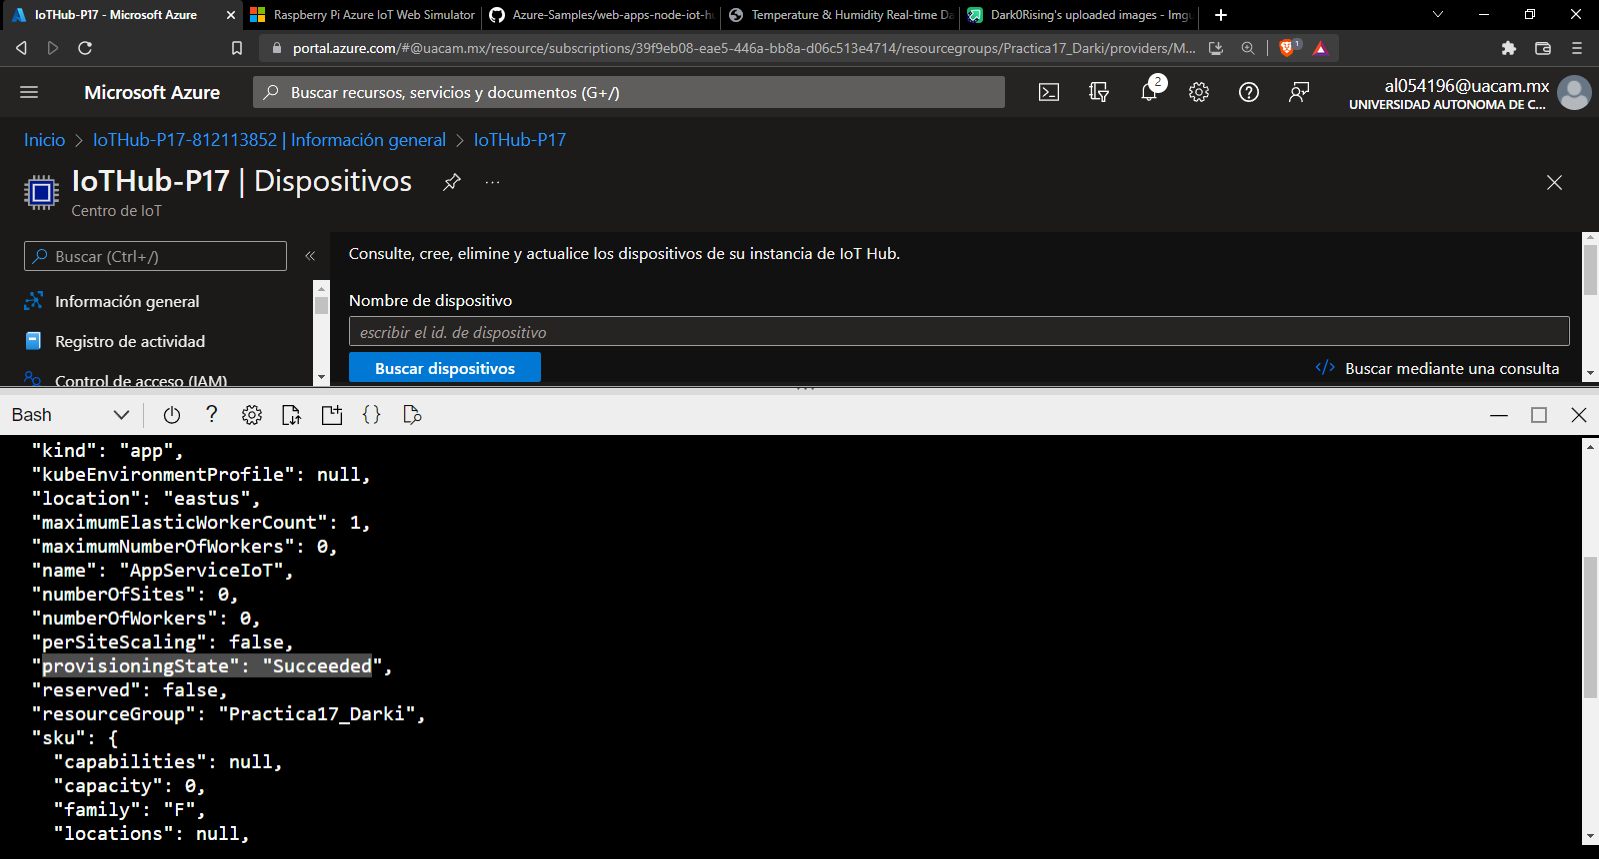 IoTHub-P17 - Microsoft Azure
Raspberry Pi Azure IoT Web Simulator
Azure-Samples/web-apps-node-iot-hu
Temperature & Humidity Real-time Da
Dark0Rising's uploaded images - Imgu
portal.azure.com/#@uacam.mx/resource/subscriptions/39f9eb08-eae5-446a-bb8a-d06c513e4714/resourcegroups/Practica17_Darki/providers/M...
1
Microsoft Azure
Buscar recursos, servicios y documentos (G+/)
2
al054196@uacam.mx
UNIVERSIDAD AUTONOMA DE C...
Inicio > IoTHub-P17-812113852 | Información general > IoTHub-P17
IoTHub-P17 | Dispositivos
...
Centro de IoT
Buscar (Ctrl+/)
«
Información general
Registro de actividad
Control de acceso (IAM)
Consulte, cree, elimine y actualice los dispositivos de su instancia de IoT Hub.
Nombre de dispositivo
escribir el id. de dispositivo
Buscar dispositivos
</> Buscar mediante una consulta
Bash
?
{}
"kind": "app",
"kubeEnvironmentProfile": null,
"location": "eastus",
"maximumElasticWorkerCount": 1,
"maximumNumberOfWorkers": 0,
"name": "AppServiceIoT",
"numberOfSites": 0,
"numberOfWorkers": 0,
"perSiteScaling": false,
"provisioningState": "Succeeded",
"reserved": false,
"resourceGroup": "Practica17_Darki",
"sku": {
"capabilities": null,
"capacity": 0,
"family": "F",
"locations": null,